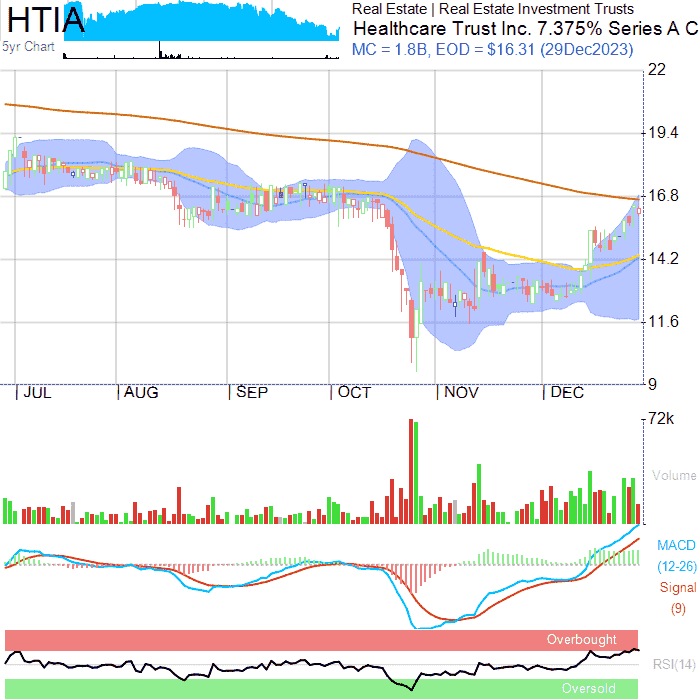 HTIA
5yr Chart
Real Estate | Real Estate Investment Trusts
Healthcare Trust Inc. 7.375% Series A C
MC = 1.8B, EOD = $16.31 (29Dec2023)
22
19.4
16.8
14.2
11.6
9
JUL AUG SEP OCT NOV DEC
72k
Volume
MACD
(12-26)
Signal
(9)
Overbought
RSI(14)
Oversold